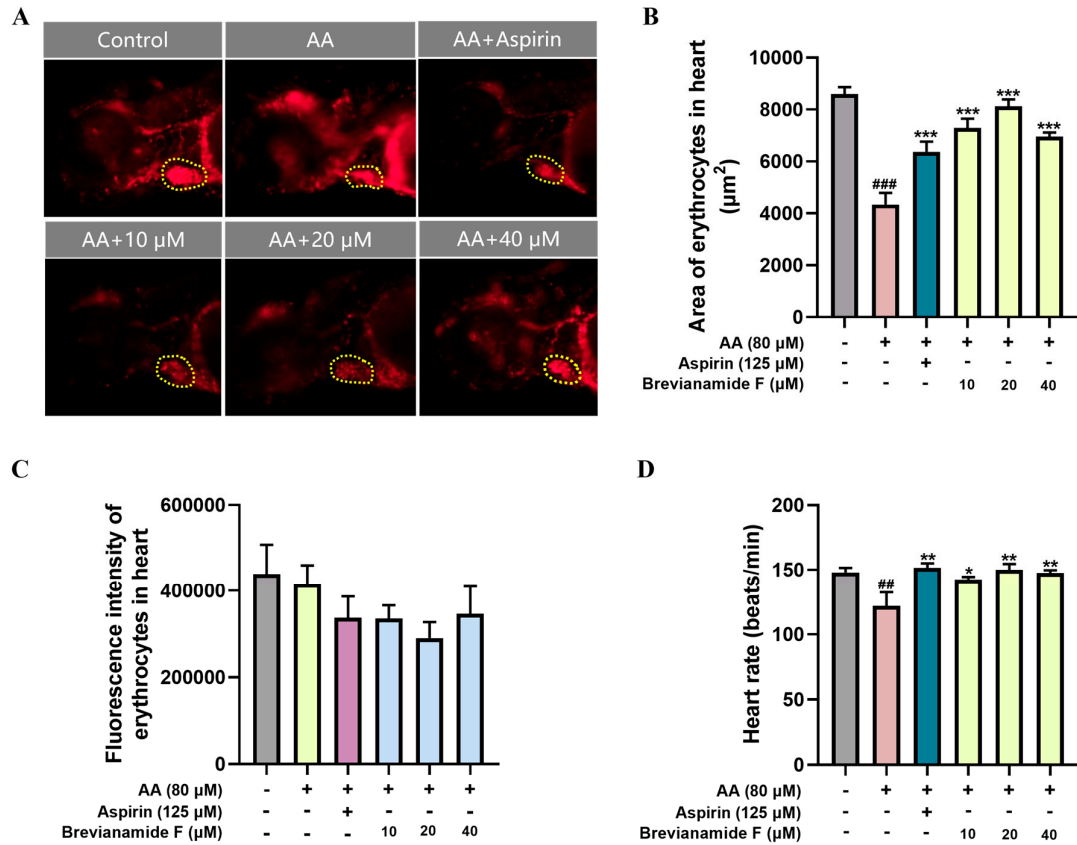 A
Control AA AA+Aspirin
AA+10 μM AA+20 μM AA+40 μM
B
Area of erythrocytes in heart
(μm²)
10000
8000
6000
4000
2000
0
###
***
***
***
***
AA (80 μM) - + + + + +
Aspirin (125 μM) - - + - - -
Brevianamide F (μM) - - - 10 20 40
C
Fluorescence intensity of
erythrocytes in heart
600000
400000
200000
0
AA (80 μM) - + + + + +
Aspirin (125 μM) - - + - - -
Brevianamide F (μM) - - - 10 20 40
D
Heart rate (beats/min)
200
150
100
50
0
##
**
*
**
**
AA (80 μM) - + + + + +
Aspirin (125 μM) - - + - - -
Brevianamide F (μM) - - - 10 20 40